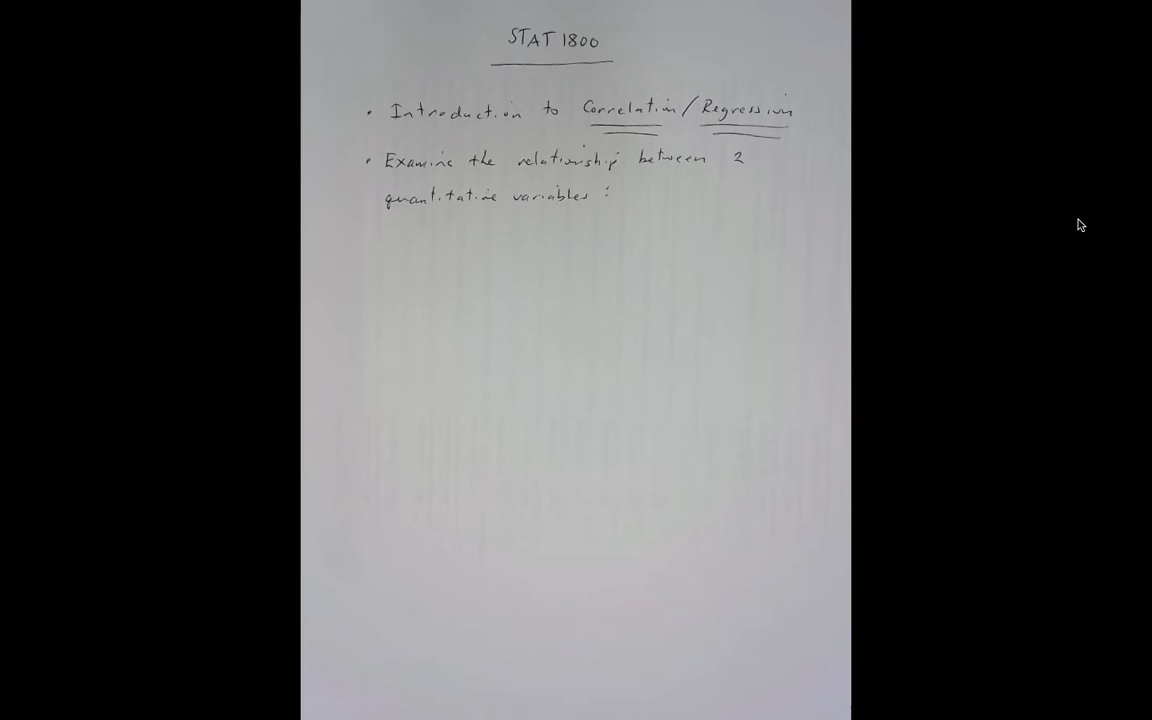 STAT 1800
• Introduction to Correlation/Regression
• Examine the relationship between 2
quantitative variables: